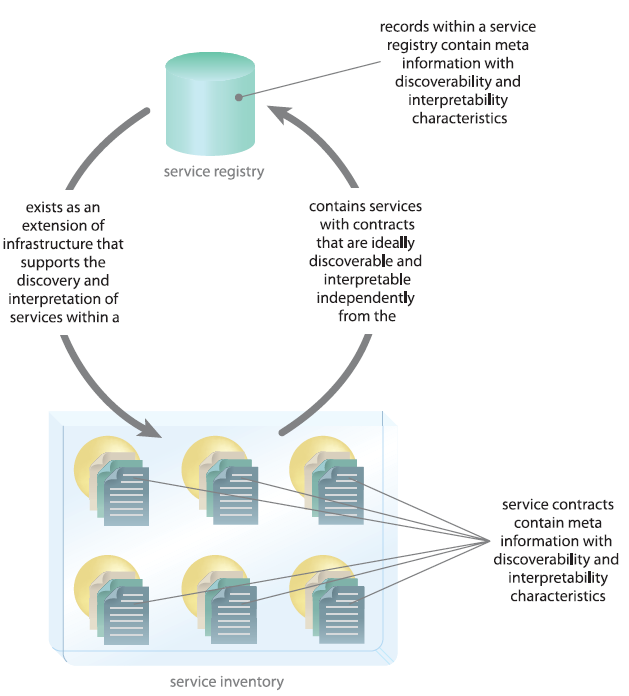 records within a service
registry contain meta
information with
discoverability and
interpretability
characteristics
service registry
exists as an
extension of
infrastructure that
supports the
discovery and
interpretation of
services within a
contains services
with contracts
that are ideally
discoverable and
interpretable
independently
from the
service contracts
contain meta
information with
discoverability and
interpretability
characteristics
service inventory